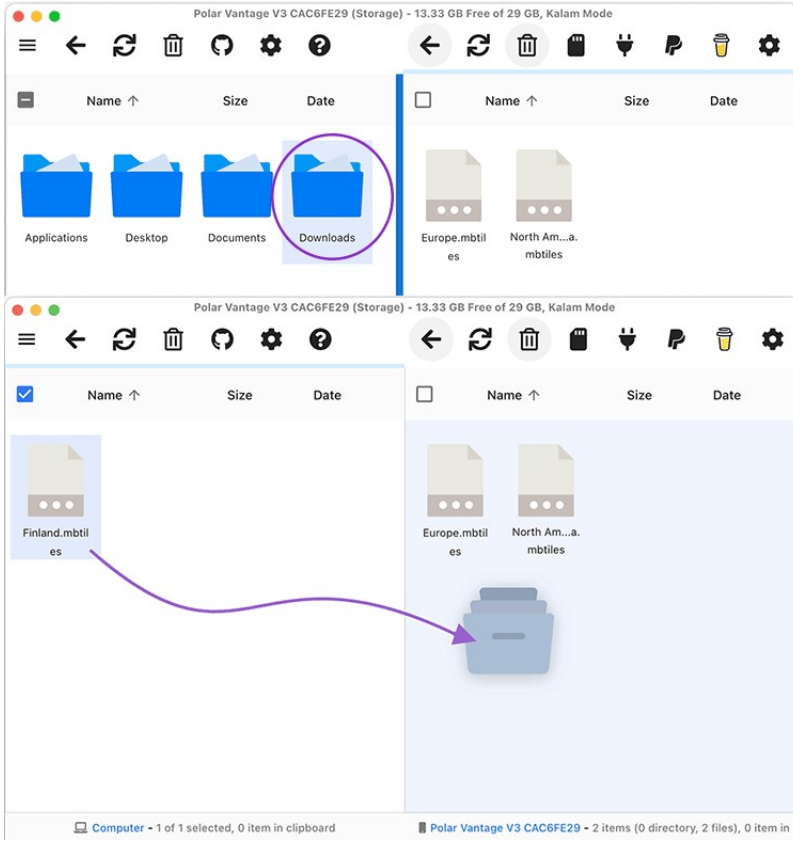 Polar Vantage V3 CAC6FE29 (Storage) - 13.33 GB Free of 29 GB, Kalam Mode
Name ↑ Size Date
Name ↑ Size Date
Applications
Desktop
Documents
Downloads
Europe.mbtil
es
North Am...a.
mbtiles
Polar Vantage V3 CAC6FE29 (Storage) - 13.33 GB Free of 29 GB, Kalam Mode
Name ↑ Size Date
Name ↑ Size Date
Finland.mbtil
es
Europe.mbtil
es
North Am...a.
mbtiles
Computer - 1 of 1 selected, 0 item in clipboard
Polar Vantage V3 CAC6FE29 - 2 items (0 directory, 2 files), 0 item in